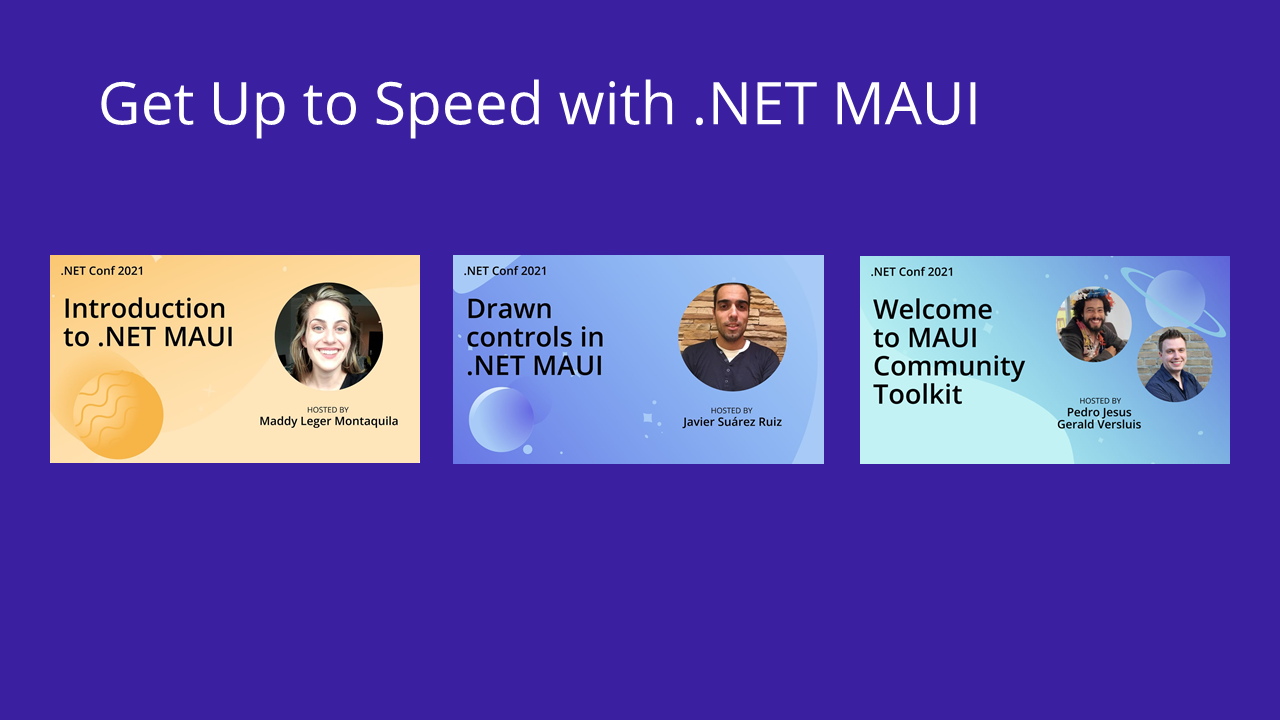 Get Up to Speed with .NET MAUI
.NET Conf 2021
Introduction
to .NET MAUI
HOSTED BY
Maddy Leger Montaquila
.NET Conf 2021
Drawn
controls in
.NET MAUI
HOSTED BY
Javier Suárez Ruiz
.NET Conf 2021
Welcome
to MAUI
Community
Toolkit
HOSTED BY
Pedro Jesus
Gerald Versluis